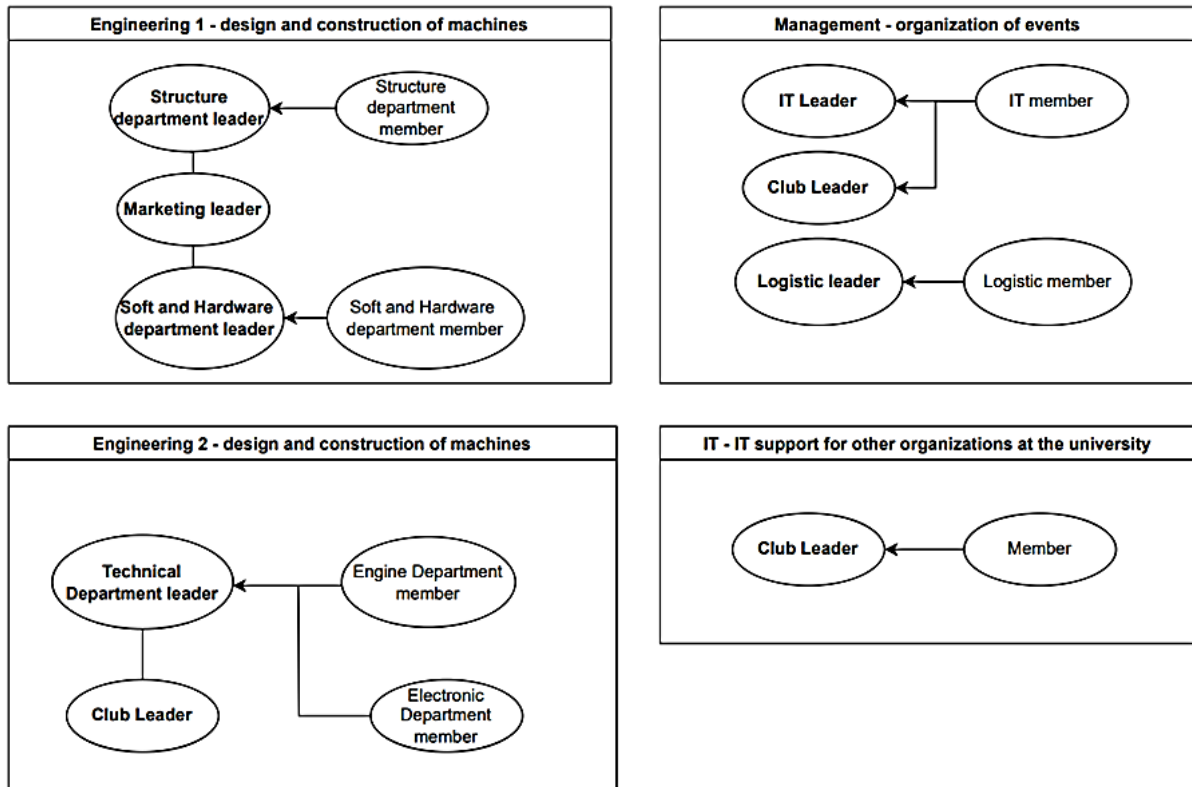 Engineering 1 - design and construction of machines
Structure
department leader
Structure
department
member
Marketing leader
Soft and Hardware
department leader
Soft and Hardware
department member
Management - organization of events
IT Leader
IT member
Club Leader
Logistic leader
Logistic member
Engineering 2 - design and construction of machines
Technical
Department leader
Engine Department
member
Club Leader
Electronic
Department
member
IT - IT support for other organizations at the university
Club Leader
Member